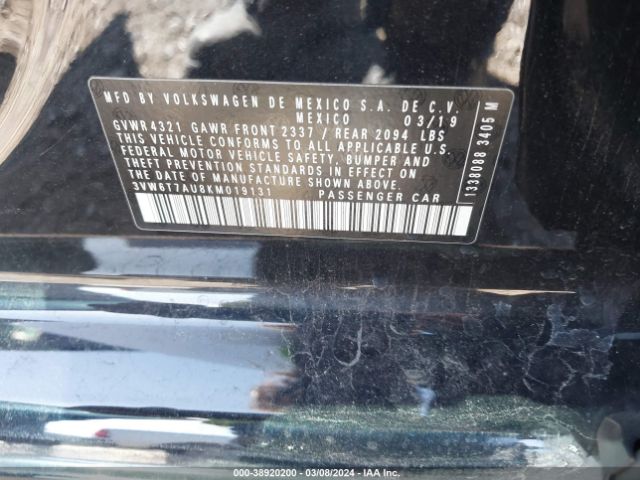 MFD BY VOLKSWAGEN DE MEXICO S.A. DE C.V.
MEXICO 03/19
GVWR 4321 GAWR FRONT 2337 / REAR 2094 LBS
THIS VEHICLE CONFORMS TO ALL APPLICABLE U.S.
FEDERAL MOTOR VEHICLE SAFETY, BUMPER AND
THEFT PREVENTION STANDARDS IN EFFECT ON
THE DATE OF MANUFACTURE SHOWN ABOVE.
3VW6T7AU8KM019131 PASSENGER CAR
1338088 3405 M
000-38920200 - 03/08/2024 - IAA Inc.